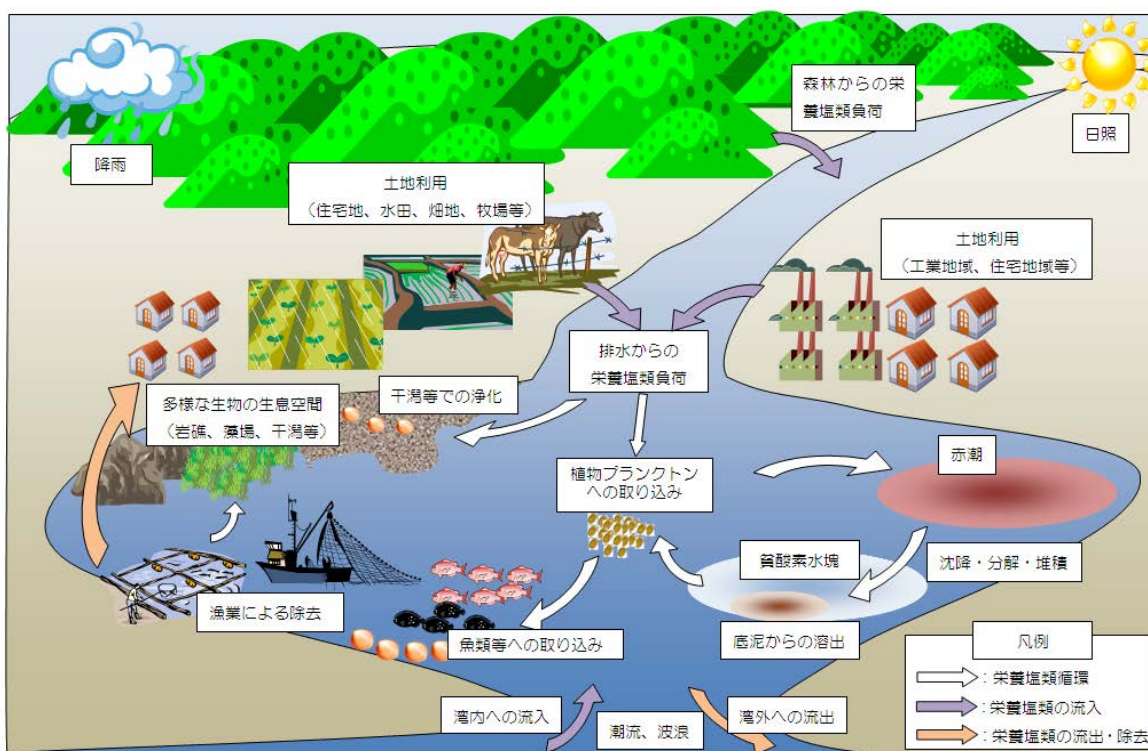 森林からの栄
養塩類負荷
日照
降雨
土地利用
(住宅地、水田、畑地、牧場等)
土地利用
(工業地域、住宅地域等)
排水からの
栄養塩類負荷
干潟等での浄化
多様な生物の生息空間
(岩礁、藻場、干潟等)
赤潮
植物プランクトン
への取り込み
貧酸素水塊
沈降・分解・堆積
漁業による除去
魚類等への取り込み
底泥からの溶出
凡例
:栄養塩類循環
:栄養塩類の流入
:栄養塩類の流出・除去
湾内への流入
潮流、波浪
湾外への流出